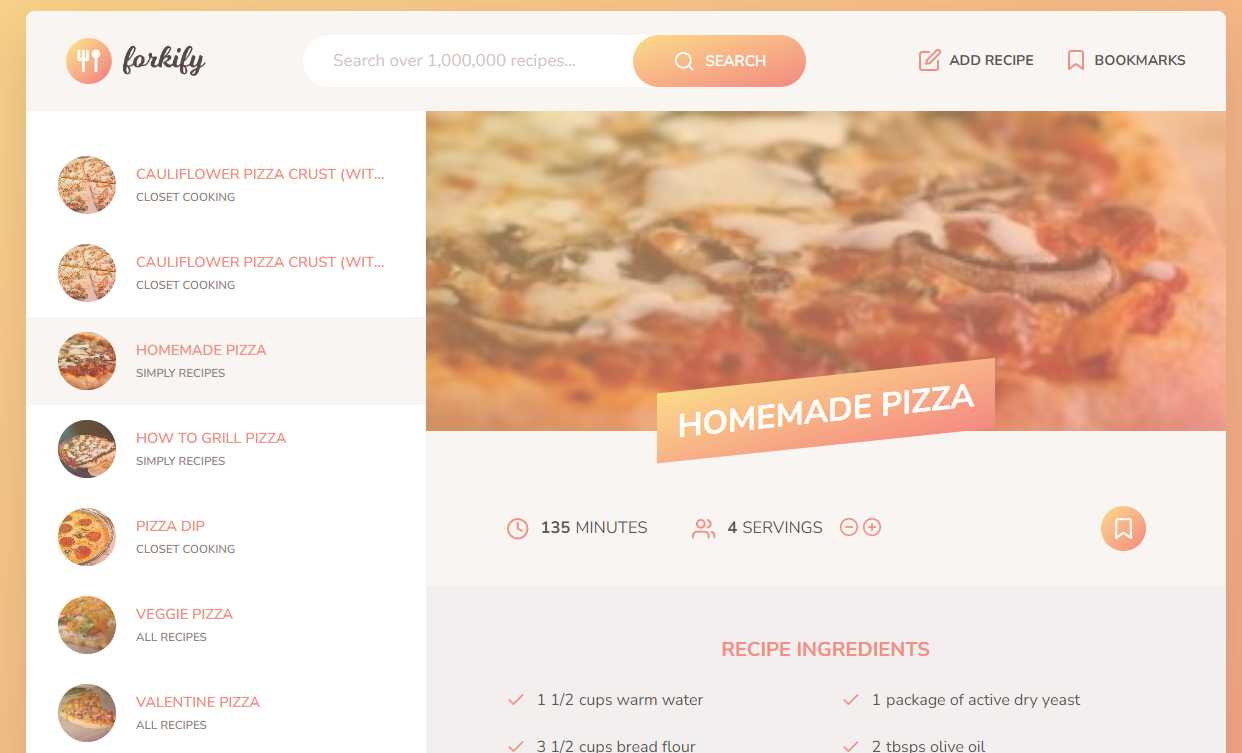 forkify
Search over 1,000,000 recipes...
SEARCH
ADD RECIPE
BOOKMARKS
CAULIFLOWER PIZZA CRUST (WIT...
CLOSET COOKING
CAULIFLOWER PIZZA CRUST (WIT...
CLOSET COOKING
HOMEMADE PIZZA
SIMPLY RECIPES
HOW TO GRILL PIZZA
SIMPLY RECIPES
PIZZA DIP
CLOSET COOKING
VEGGIE PIZZA
ALL RECIPES
VALENTINE PIZZA
ALL RECIPES
HOMEMADE PIZZA
135 MINUTES
4 SERVINGS
RECIPE INGREDIENTS
1 1/2 cups warm water
1 package of active dry yeast
3 1/2 cups bread flour
2 tbsps olive oil